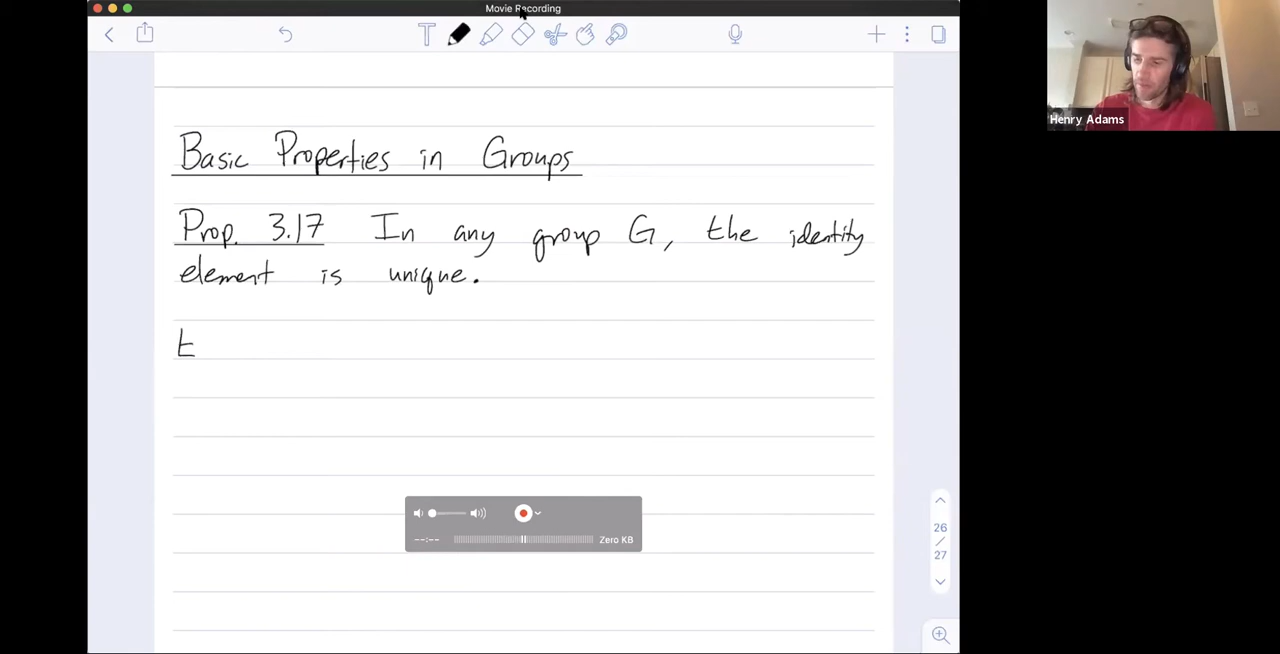 Movie Recording
Henry Adams
Basic Properties in Groups
Prop. 3.17 In any group G, the identity
element is unique.
t
--:--
Zero KB
26
/
27